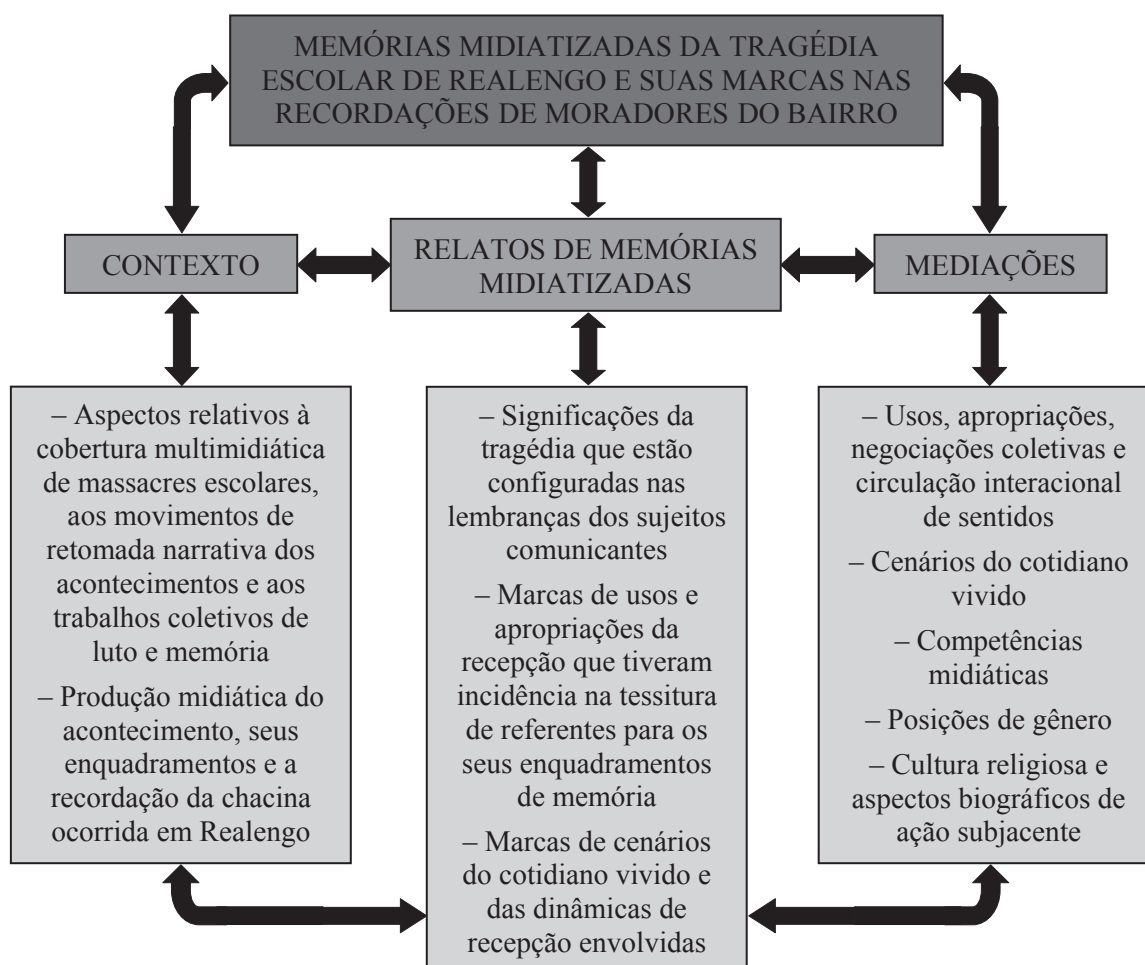 MEMÓRIAS MIDIATIZADAS DA TRAGÉDIA
ESCOLAR DE REALENGO E SUAS MARCAS NAS
RECORDAÇÕES DE MORADORES DO BAIRRO
CONTEXTO
RELATOS DE MEMÓRIAS
MIDIATIZADAS
MEDIAÇÕES
– Aspectos relativos à
cobertura multimidiática
de massacres escolares,
aos movimentos de
retomada narrativa dos
acontecimentos e aos
trabalhos coletivos de
luto e memória
– Produção midiática do
acontecimento, seus
enquadramentos e a
recordação da chacina
ocorrida em Realengo
– Significações da
tragédia que estão
configuradas nas
lembranças dos sujeitos
comunicantes
– Marcas de usos e
apropriações da
recepção que tiveram
incidência na tessitura
de referentes para os
seus enquadramentos
de memória
– Marcas de cenários
do cotidiano vivido e
das dinâmicas de
recepção envolvidas
– Usos, apropriações,
negociações coletivas e
circulação interacional
de sentidos
– Cenários do cotidiano
vivido
– Competências
midiáticas
– Posições de gênero
– Cultura religiosa e
aspectos biográficos de
ação subjacente